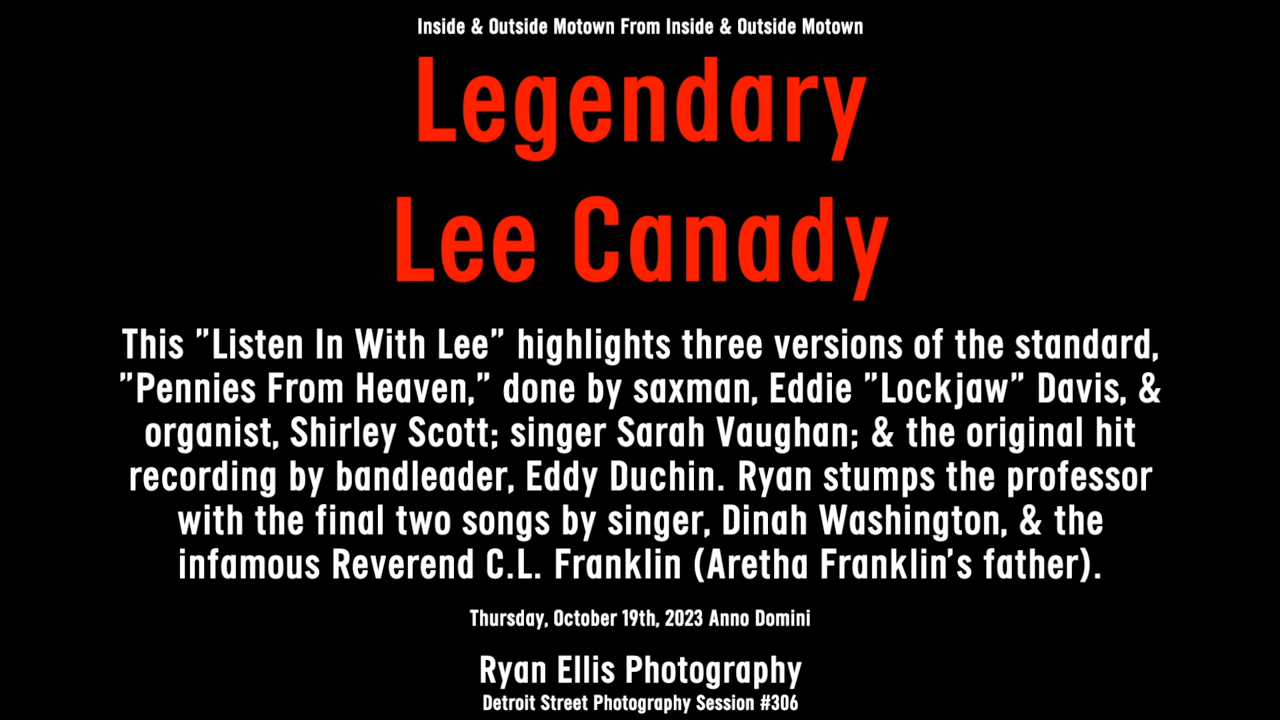 Inside & Outside Motown From Inside & Outside Motown
Legendary
Lee Canady
This "Listen In With Lee" highlights three versions of the standard,
"Pennies From Heaven," done by saxman, Eddie "Lockjaw" Davis, &
organist, Shirley Scott; singer Sarah Vaughan; & the original hit
recording by bandleader, Eddy Duchin. Ryan stumps the professor
with the final two songs by singer, Dinah Washington, & the
infamous Reverend C.L. Franklin (Aretha Franklin's father).
Thursday, October 19th, 2023 Anno Domini
Ryan Ellis Photography
Detroit Street Photography Session #306